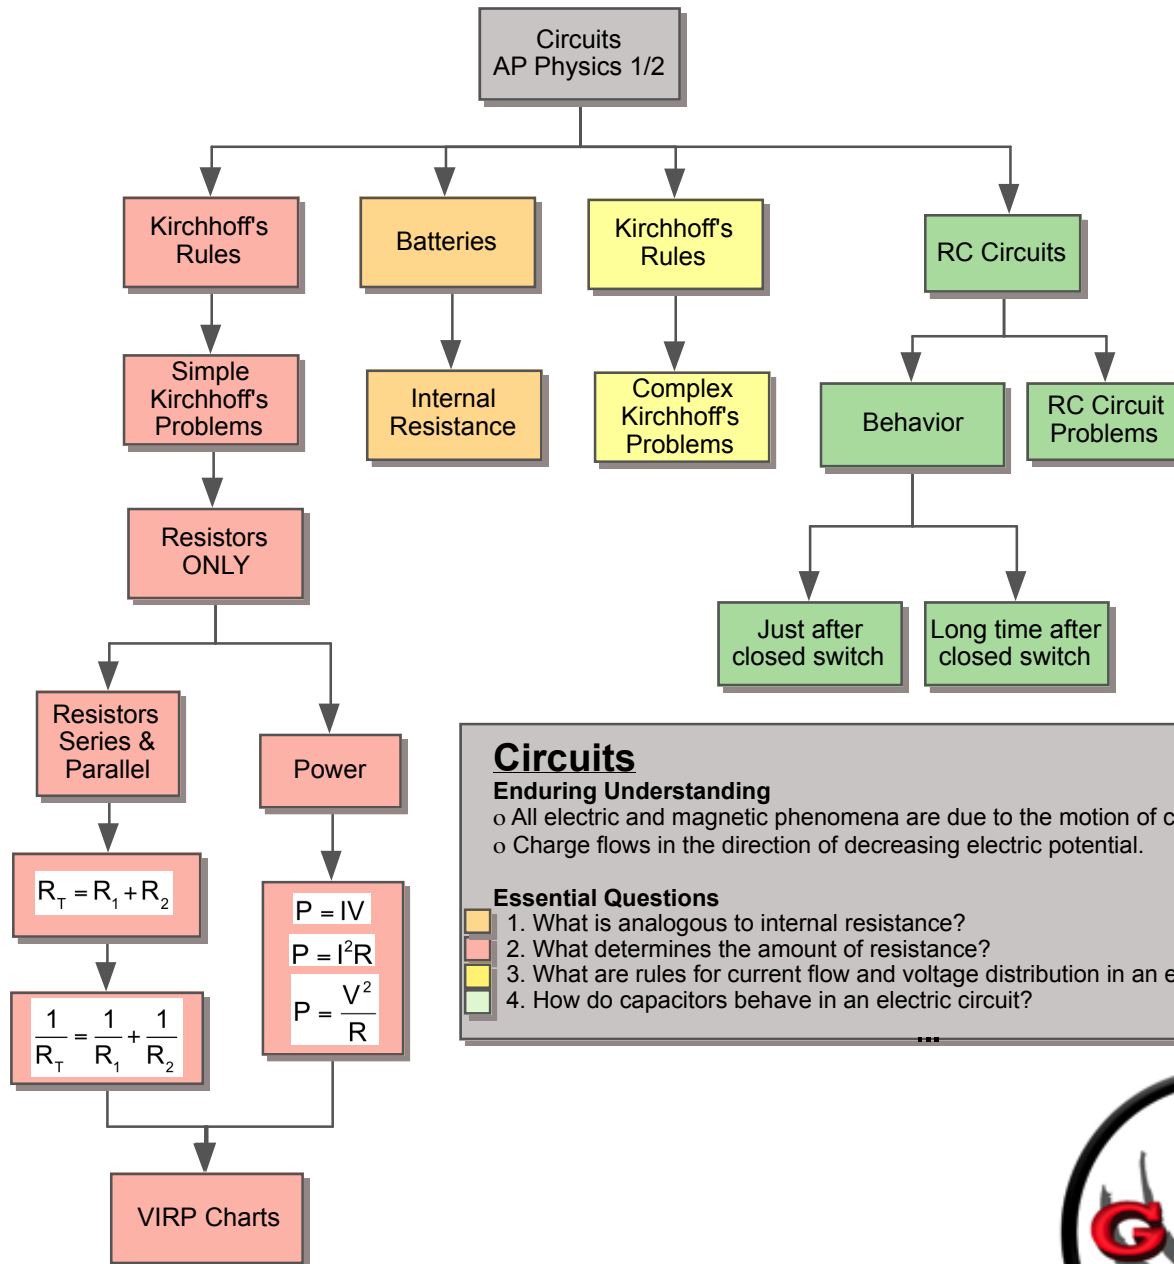 Circuits
AP Physics 1/2
Kirchhoff's
Rules
Batteries
Kirchhoff's
Rules
RC Circuits
Simple
Kirchhoff's
Problems
Internal
Resistance
Complex
Kirchhoff's
Problems
Behavior
RC Circuit
Problems
Resistors
ONLY
Just after
closed switch
Long time after
closed switch
Resistors
Series &
Parallel
Power
R_T = R_1 + R_2
1/R_T = 1/R_1 + 1/R_2
P = IV
P = I²R
P = V²/R
VIRP Charts
Circuits
Enduring Understanding
o All electric and magnetic phenomena are due to the motion of c
o Charge flows in the direction of decreasing electric potential.
Essential Questions
1. What is analogous to internal resistance?
2. What determines the amount of resistance?
3. What are rules for current flow and voltage distribution in an e
4. How do capacitors behave in an electric circuit?
...
G